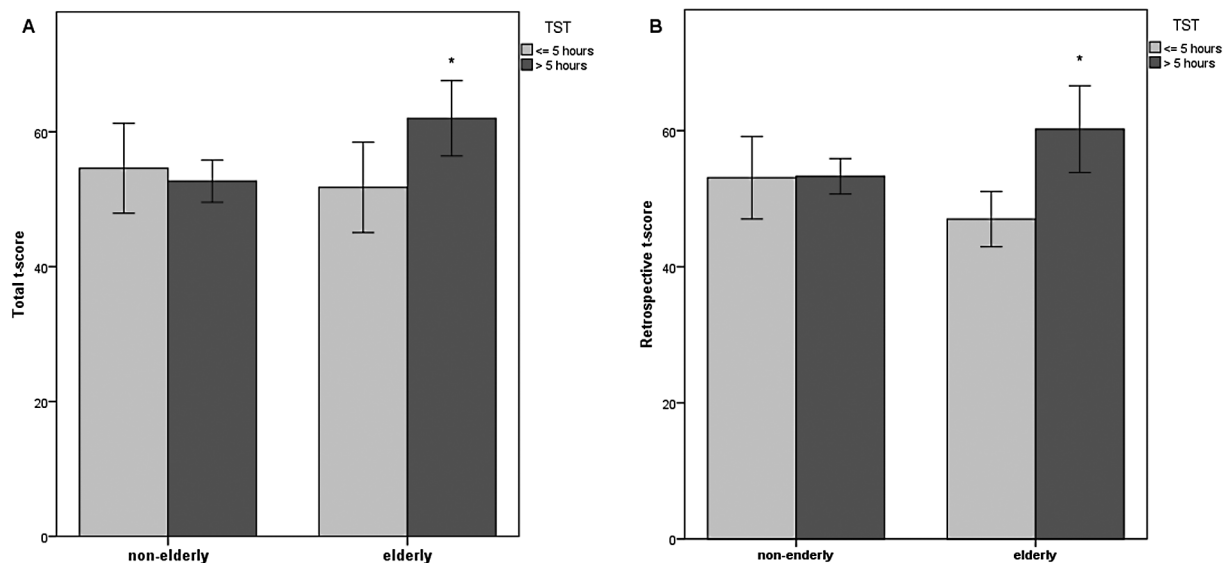 A
TST
<= 5 hours
> 5 hours
*
60
40
20
0
Total t-score
non-elderly
elderly
B
TST
<= 5 hours
> 5 hours
*
60
40
20
0
Retrospective t-score
non-enderly
elderly